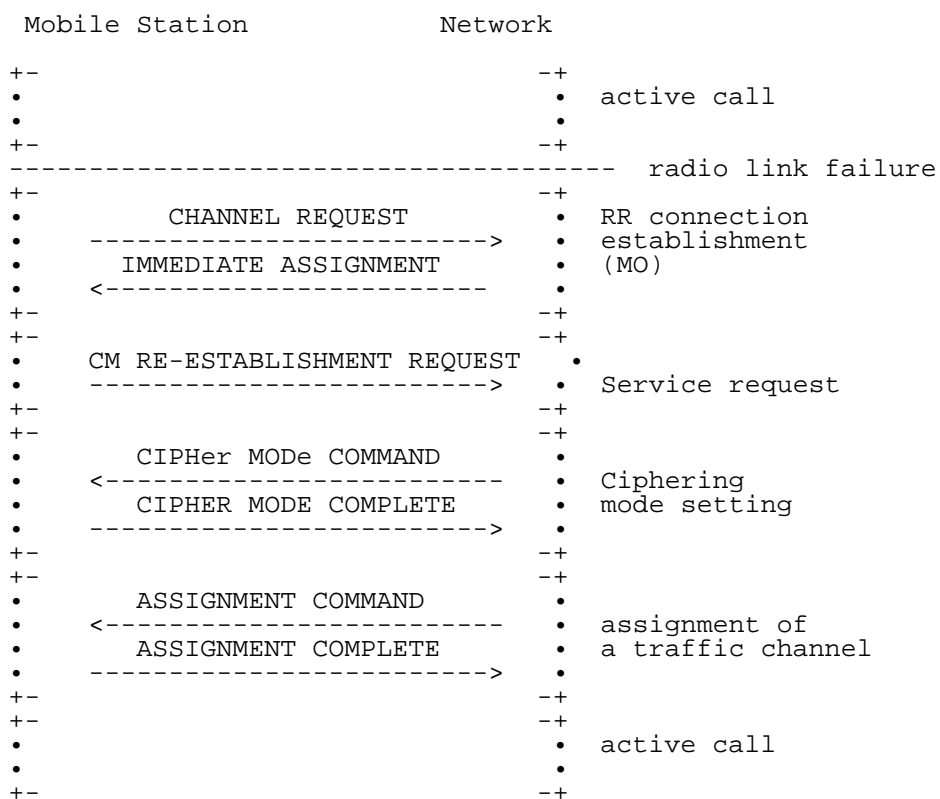 Mobile Station Network
active call
radio link failure
CHANNEL REQUEST RR connection
establishment
IMMEDIATE ASSIGNMENT (MO)
CM RE-ESTABLISHMENT REQUEST
Service request
CIPHer MODe COMMAND
Ciphering
CIPHER MODE COMPLETE mode setting
ASSIGNMENT COMMAND
assignment of
ASSIGNMENT COMPLETE a traffic channel
active call